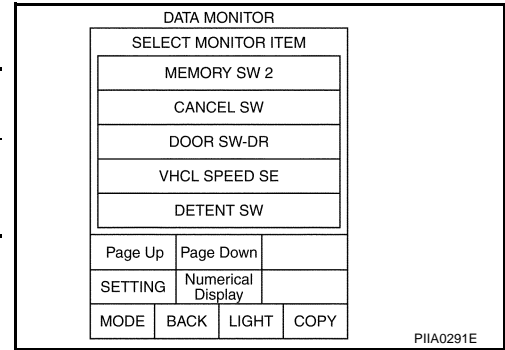 DATA MONITOR
SELECT MONITOR ITEM
MEMORY SW 2
CANCEL SW
DOOR SW-DR
VHCL SPEED SE
DETENT SW
Page Up Page Down
SETTING Numerical Display
MODE BACK LIGHT COPY
PIIA0291E